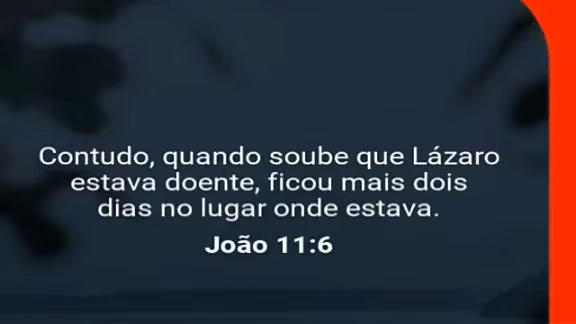 Contudo, quando soube que Lázaro
estava doente, ficou mais dois
dias no lugar onde estava.
João 11:6